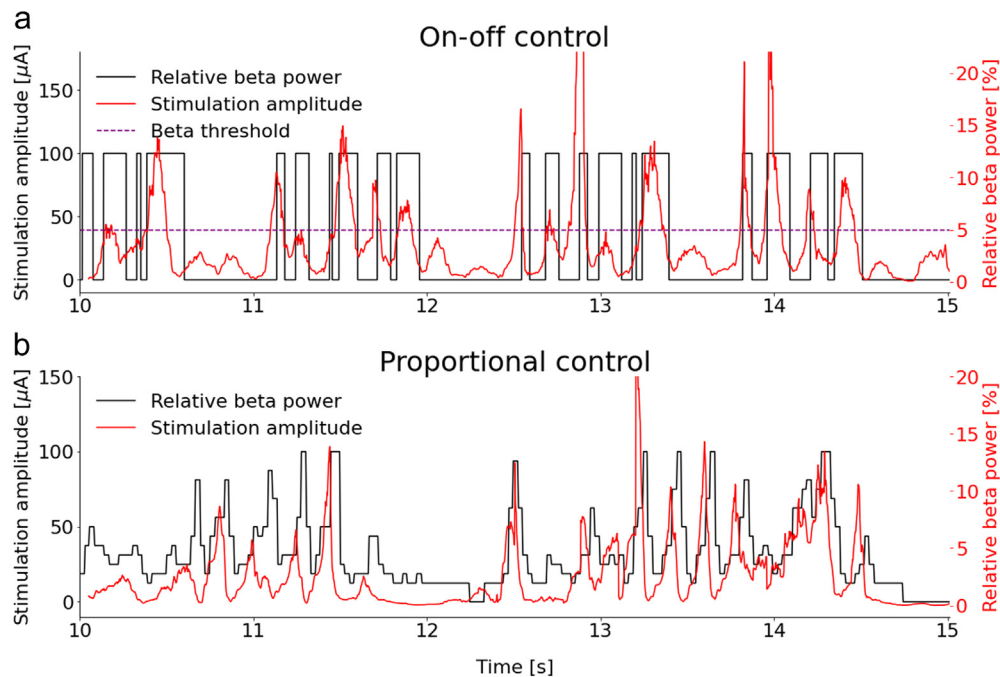 a
On-off control
Stimulation amplitude [μA]
150
100
50
0
Relative beta power
Stimulation amplitude
Beta threshold
Relative beta power [%]
20
15
10
5
0
10 11 12 13 14 15
b
Proportional control
Stimulation amplitude [μA]
150
100
50
0
Relative beta power
Stimulation amplitude
Relative beta power [%]
20
15
10
5
0
10 11 12 13 14 15
Time [s]